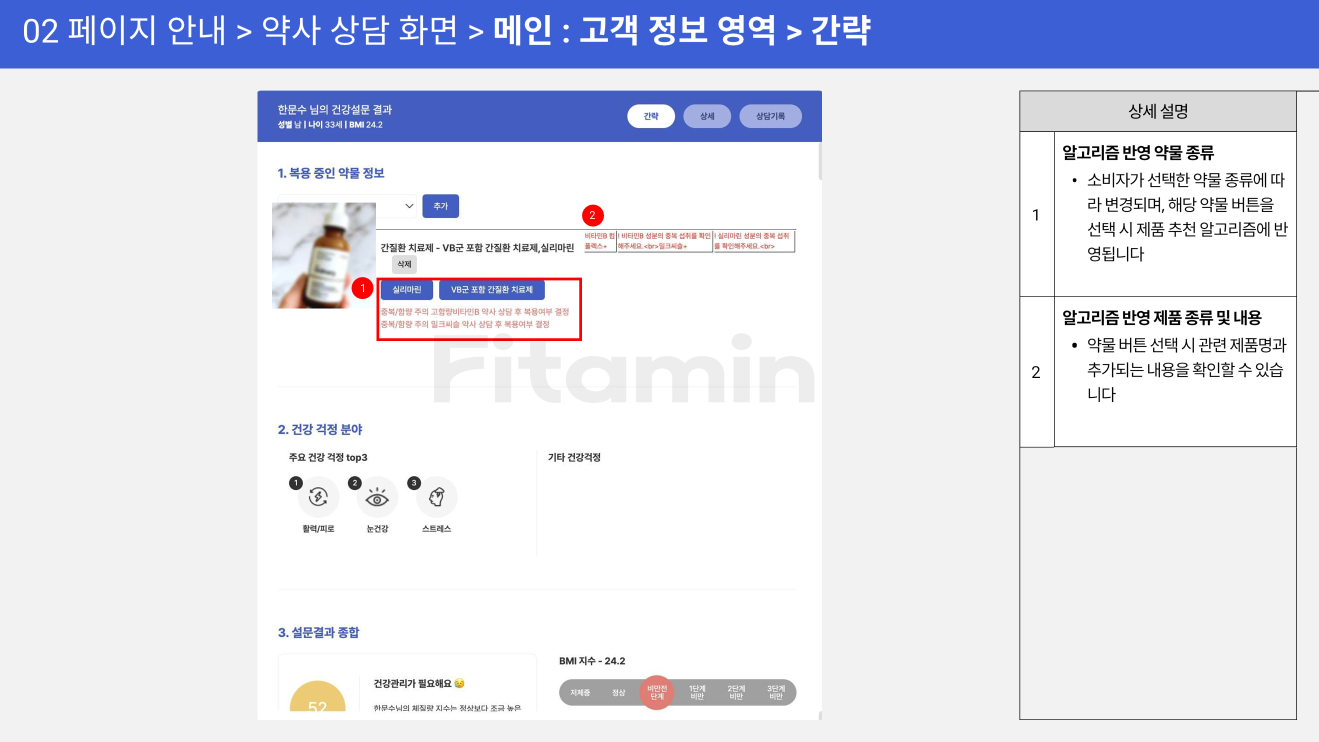 02 페이지 안내 > 약사 상담 화면 > 메인 : 고객 정보 영역 > 간략
한문수 님의 건강설문 결과
성별 남 | 나이 33세 | BMI 24.2
간략
상세
상담기록
1. 복용 중인 약물 정보
추가
2
간질환 치료제 - VB군 포함 간질환 치료제,실리마린
삭제
비타민B 컴플렉스+
! 비타민B 성분의 중복 섭취를 확인해주세요.<br>밀크씨슬+
! 실리마린 성분의 중복 섭취를 확인해주세요.<br>
1
실리마린
VB군 포함 간질환 치료제
중복/함량 주의 고함량비타민B 약사 상담 후 복용여부 결정
중복/함량 주의 밀크씨슬 약사 상담 후 복용여부 결정
Fitamin
2. 건강 걱정 분야
주요 건강 걱정 top3
기타 건강걱정
1
2
3
활력/피로
눈건강
스트레스
3. 설문결과 종합
52
건강관리가 필요해요 😥
한문수님의 체질량 지수는 정상보다 조금 높은
BMI 지수 - 24.2
저체중
정상
비만전
단계
1단계
비만
2단계
비만
3단계
비만
상세 설명
1
알고리즘 반영 약물 종류
• 소비자가 선택한 약물 종류에 따
라 변경되며, 해당 약물 버튼을
선택 시 제품 추천 알고리즘에 반
영됩니다
2
알고리즘 반영 제품 종류 및 내용
• 약물 버튼 선택 시 관련 제품명과
추가되는 내용을 확인할 수 있습
니다